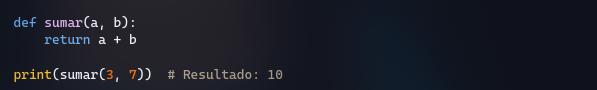 def sumar(a, b):
    return a + b

print(sumar(3, 7))  # Resultado: 10